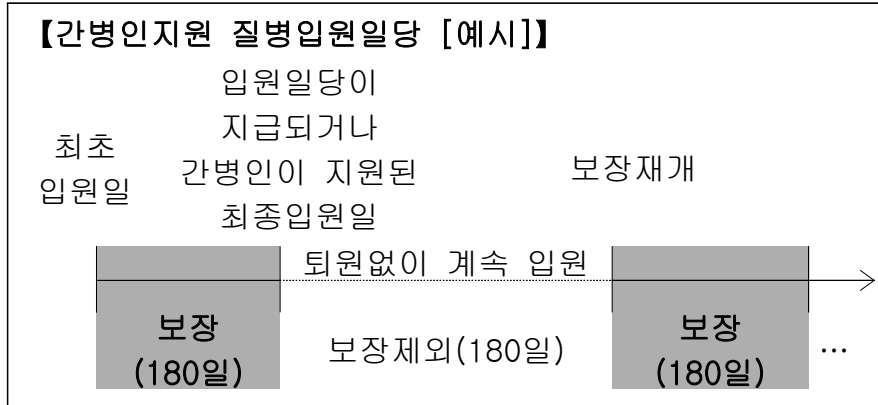 【간병인지원 질병입원일당 [예시]】
최초
입원일
입원일당이
지급되거나
간병인이 지원된
최종입원일
보장재개
퇴원없이 계속 입원
보장
(180일)
보장제외(180일)
보장
(180일)
…